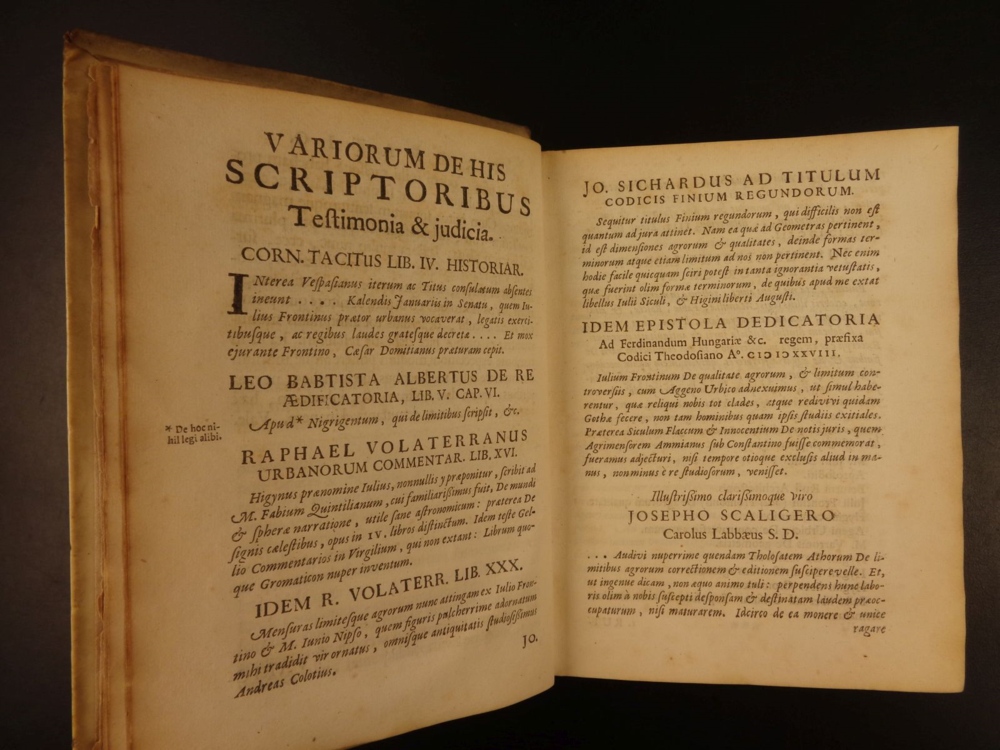 VARIORUM DE HIS
SCRIPTORIBUS
Teſtimonia & judicia.
CORN. TACITUS LIB. IV. HISTORIAR.
INterea Veſpaſianus iterum ac Titus conſulatum abſentes
ineunt .... Kalendis Januariis in Senatu, quem Iu-
lius Frontinus prætor urbanus vocaverat, legatis exerci-
tibuſque, ac regibus laudes grateſque decreta .... Et mox
ejurante Frontino, Cæſar Domitianus præturam cepit.
LEO BABTISTA ALBERTUS DE RE
ÆDIFICATORIA, LIB. V. CAP. VI.
Apud * Nigrigentum, qui de limitibus ſcripſit, &c.
* De hoc ni-
hil legi alibi.
RAPHAEL VOLATERRANUS
URBANORUM COMMENTAR. LIB. XVI.
Higynus prænomine Iulius, nonnullis y præponitur, ſcribit ad
M. Fabium Quintilianum, cui familiariſſimus fuit, De mundi
& ſpheræ narratione, utile ſane aſtronomicum: præterea De
ſignis cæleſtibus, opus in IV. libros diſtinctum. Idem teſte Gel-
lio Commentarios in Virgilium, qui non extant: Librum quo-
que Gromaticon nuper inventum.
IDEM R. VOLATERR. LIB. XXX.
Menſuras limiteſque agrorum nunc attingam ex Iulio Fron-
tino & M. Iunio Nipſo, quem figuris pulcherrime adornatum
mihi tradidit vir ornatus, omniſque antiquitatis ſtudioſiſſimus
Andreas Colotius.
JO.
JO. SICHARDUS AD TITULUM
CODICIS FINIUM REGUNDORUM.
Sequitur titulus Finium regundorum, qui difficilis non eſt
quantum ad jura attinet. Nam ea quæ ad Geometras pertinent,
id eſt dimenſiones agrorum & qualitates, deinde formas ter-
minorum atque etiam limitum ad nos non pertinent. Nec enim
hodie facile quicquam ſciri poteſt in tanta ignorantia vetuſtatis,
quæ fuerint olim formæ terminorum, de quibus apud me extat
libellus Iulii Siculi, & Higini liberti Auguſti.
IDEM EPISTOLA DEDICATORIA
Ad Ferdinandum Hungariæ &c. regem, præfixa
Codici Theodoſiano Aº. CIↃ IↃ XXVIII.
Iulium Frontinum De qualitate agrorum, & limitum con-
troverſiis, cum Aggeno Urbico adnexuimus, ut ſimul habe-
rentur, quæ reliqui nobis tot clades, atque redivivi quidam
Gothæ fecere, non tam hominibus quam ipſis ſtudiis exitiales.
Præterea Siculum Flaccum & Innocentium De notis juris, quem
Agrimenſorem Ammianus ſub Conſtantino fuiſſe commemorat,
fueramus adjecturi, niſi tempore otioque excluſis aliud in ma-
nus, non minus è re ſtudioſorum, veniſſet.
Illuſtriſſimo clariſſimoque viro
JOSEPHO SCALIGERO
Carolus Labbæus S. D.
... Audivi nuperrime quendam Tholoſatem Athorum De li-
mitibus agrorum correctionem & editionem ſuſcipere velle. Et,
ut ingenue dicam, non æquo animo tuli: perpendens hunc labo-
ris olim à nobis ſuſcepti deſponſam & deſtinatam laudem præoc-
cupaturum, niſi maturarem. Idcirco de ea monere & unice
ragare